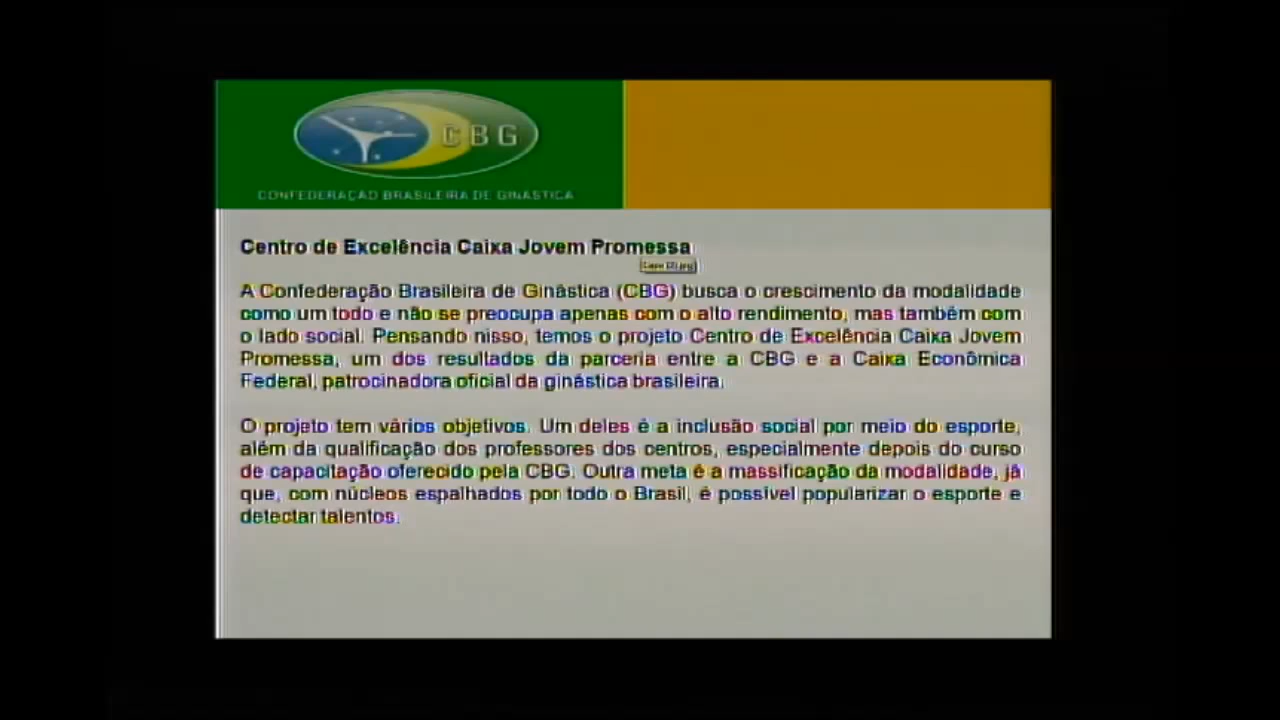 CBG
CONFEDERAÇÃO BRASILEIRA DE GINÁSTICA
Centro de Excelência Caixa Jovem Promessa
A Confederação Brasileira de Ginástica (CBG) busca o crescimento da modalidade
como um todo e não se preocupa apenas com o alto rendimento, mas também com
o lado social. Pensando nisso, temos o projeto Centro de Excelência Caixa Jovem
Promessa, um dos resultados da parceria entre a CBG e a Caixa Econômica
Federal, patrocinadora oficial da ginástica brasileira.
O projeto tem vários objetivos. Um deles é a inclusão social por meio do esporte,
além da qualificação dos professores dos centros, especialmente depois do curso
de capacitação oferecido pela CBG. Outra meta é a massificação da modalidade, já
que, com núcleos espalhados por todo o Brasil, é possível popularizar o esporte e
detectar talentos.